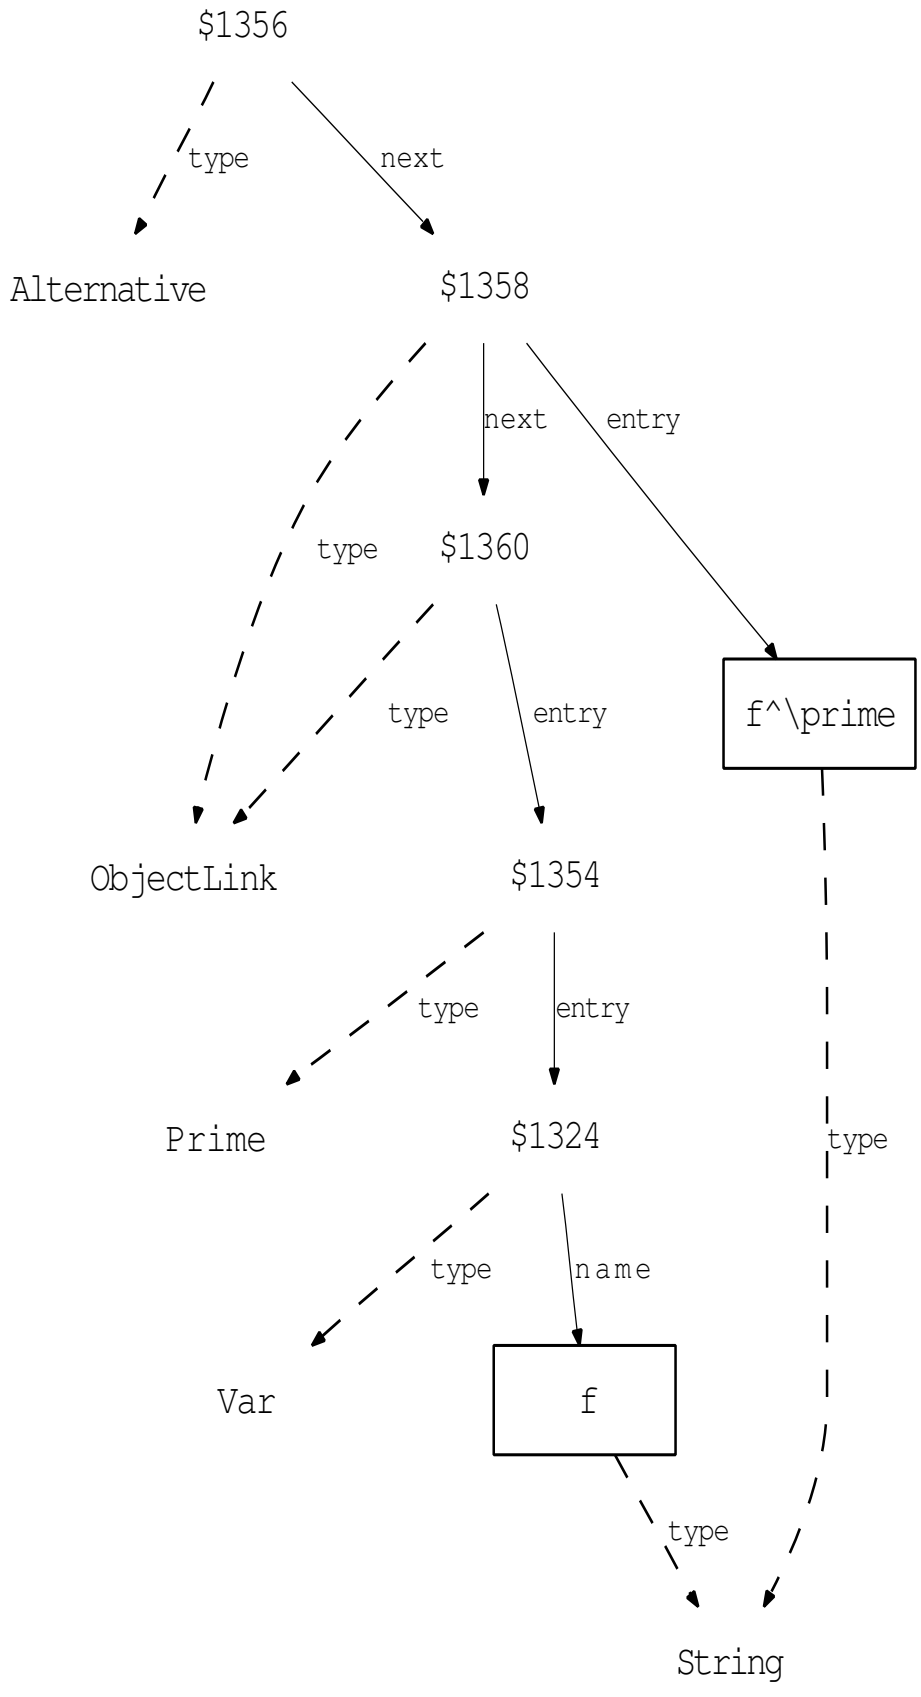 $1356
type
next
Alternative
$1358
next
entry
type
$1360
type
entry
f^\prime
ObjectLink
$1354
type
entry
Prime
$1324
type
type
name
Var
f
type
String